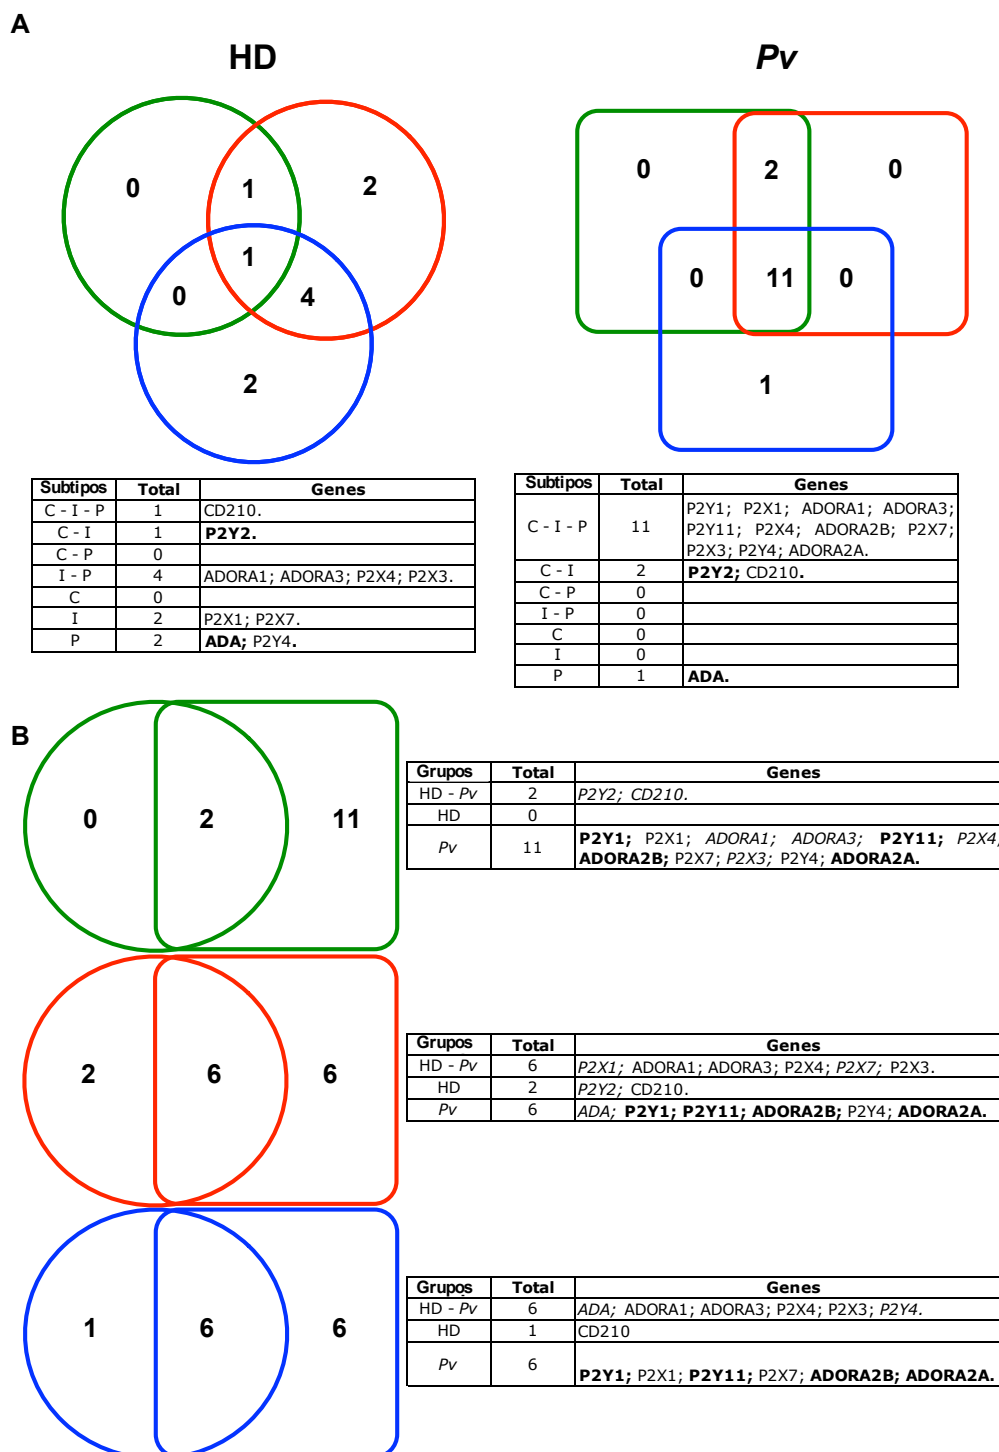 A
HD
Pv
0
1
2
1
0
4
2
0
2
0
0
11
0
1
Subtipos Total Genes
C - I - P 1 CD210.
C - I 1 P2Y2.
C - P 0
I - P 4 ADORA1; ADORA3; P2X4; P2X3.
C 0
I 2 P2X1; P2X7.
P 2 ADA; P2Y4.
Subtipos Total Genes
C - I - P 11 P2Y1; P2X1; ADORA1; ADORA3;
P2Y11; P2X4; ADORA2B; P2X7;
P2X3; P2Y4; ADORA2A.
C - I 2 P2Y2; CD210.
C - P 0
I - P 0
C 0
I 0
P 1 ADA.
B
0
2
11
Grupos Total Genes
HD - Pv 2 P2Y2; CD210.
HD 0
Pv 11 P2Y1; P2X1; ADORA1; ADORA3; P2Y11; P2X4;
ADORA2B; P2X7; P2X3; P2Y4; ADORA2A.
2
6
6
Grupos Total Genes
HD - Pv 6 P2X1; ADORA1; ADORA3; P2X4; P2X7; P2X3.
HD 2 P2Y2; CD210.
Pv 6 ADA; P2Y1; P2Y11; ADORA2B; P2Y4; ADORA2A.
1
6
6
Grupos Total Genes
HD - Pv 6 ADA; ADORA1; ADORA3; P2X4; P2X3; P2Y4.
HD 1 CD210
Pv 6 P2Y1; P2X1; P2Y11; P2X7; ADORA2B; ADORA2A.